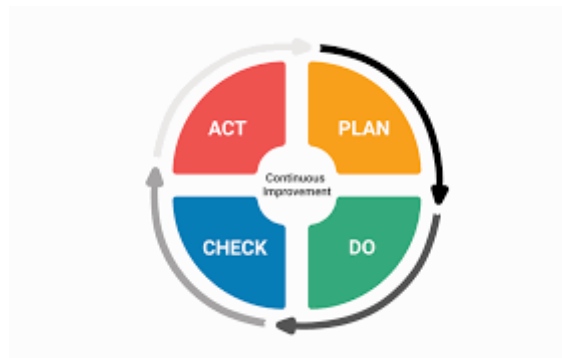 ACT
PLAN
Continuous
Improvement
CHECK
DO